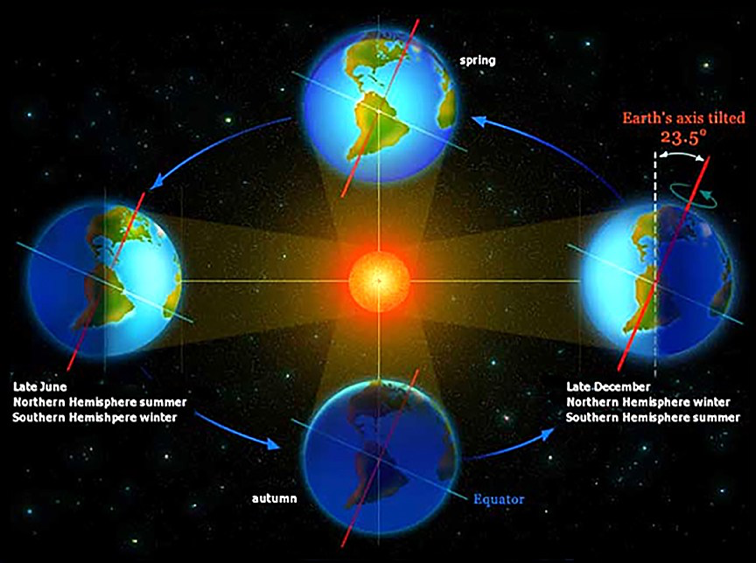 spring
Earth's axis tilted
23.5°
Late June
Northern Hemisphere summer
Southern Hemishpere winter
Late December
Northern Hemisphere winter
Southern Hemisphere summer
autumn
Equator